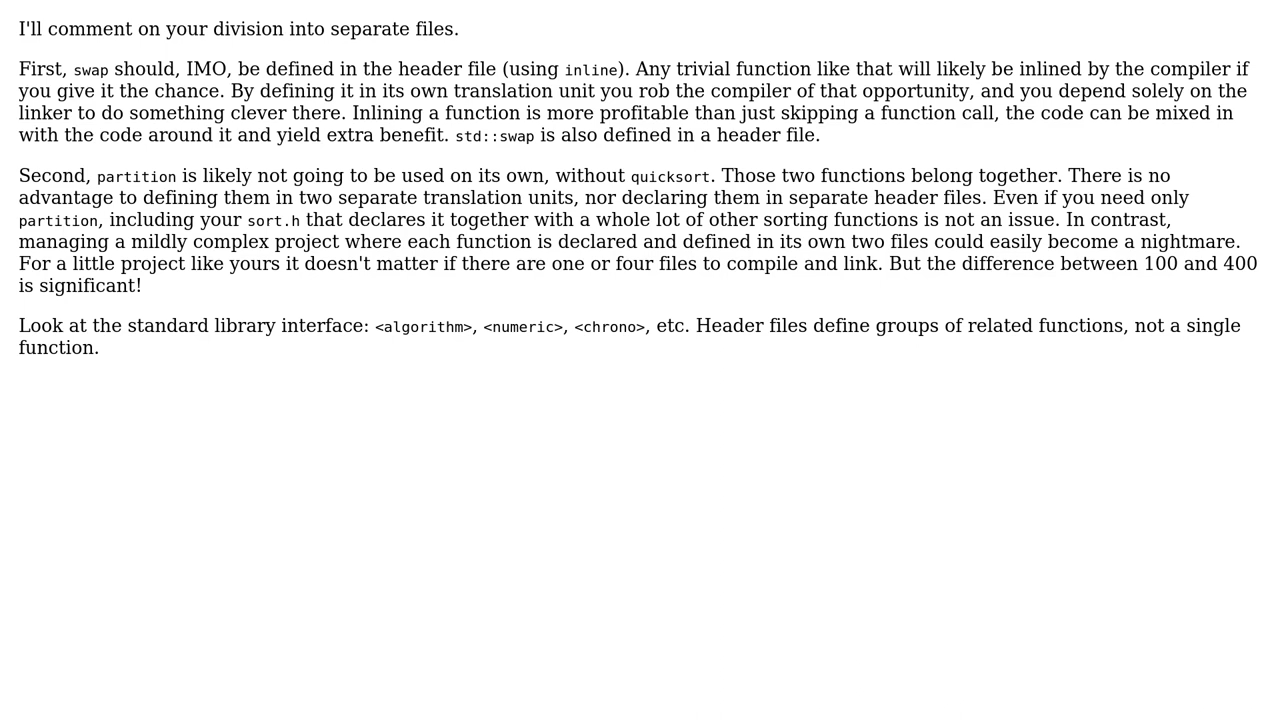 I'll comment on your division into separate files.
First, swap should, IMO, be defined in the header file (using inline). Any trivial function like that will likely be inlined by the compiler if
you give it the chance. By defining it in its own translation unit you rob the compiler of that opportunity, and you depend solely on the
linker to do something clever there. Inlining a function is more profitable than just skipping a function call, the code can be mixed in
with the code around it and yield extra benefit. std::swap is also defined in a header file.
Second, partition is likely not going to be used on its own, without quicksort. Those two functions belong together. There is no
advantage to defining them in two separate translation units, nor declaring them in separate header files. Even if you need only
partition, including your sort.h that declares it together with a whole lot of other sorting functions is not an issue. In contrast,
managing a mildly complex project where each function is declared and defined in its own two files could easily become a nightmare.
For a little project like yours it doesn't matter if there are one or four files to compile and link. But the difference between 100 and 400
is significant!
Look at the standard library interface: <algorithm>, <numeric>, <chrono>, etc. Header files define groups of related functions, not a single
function.